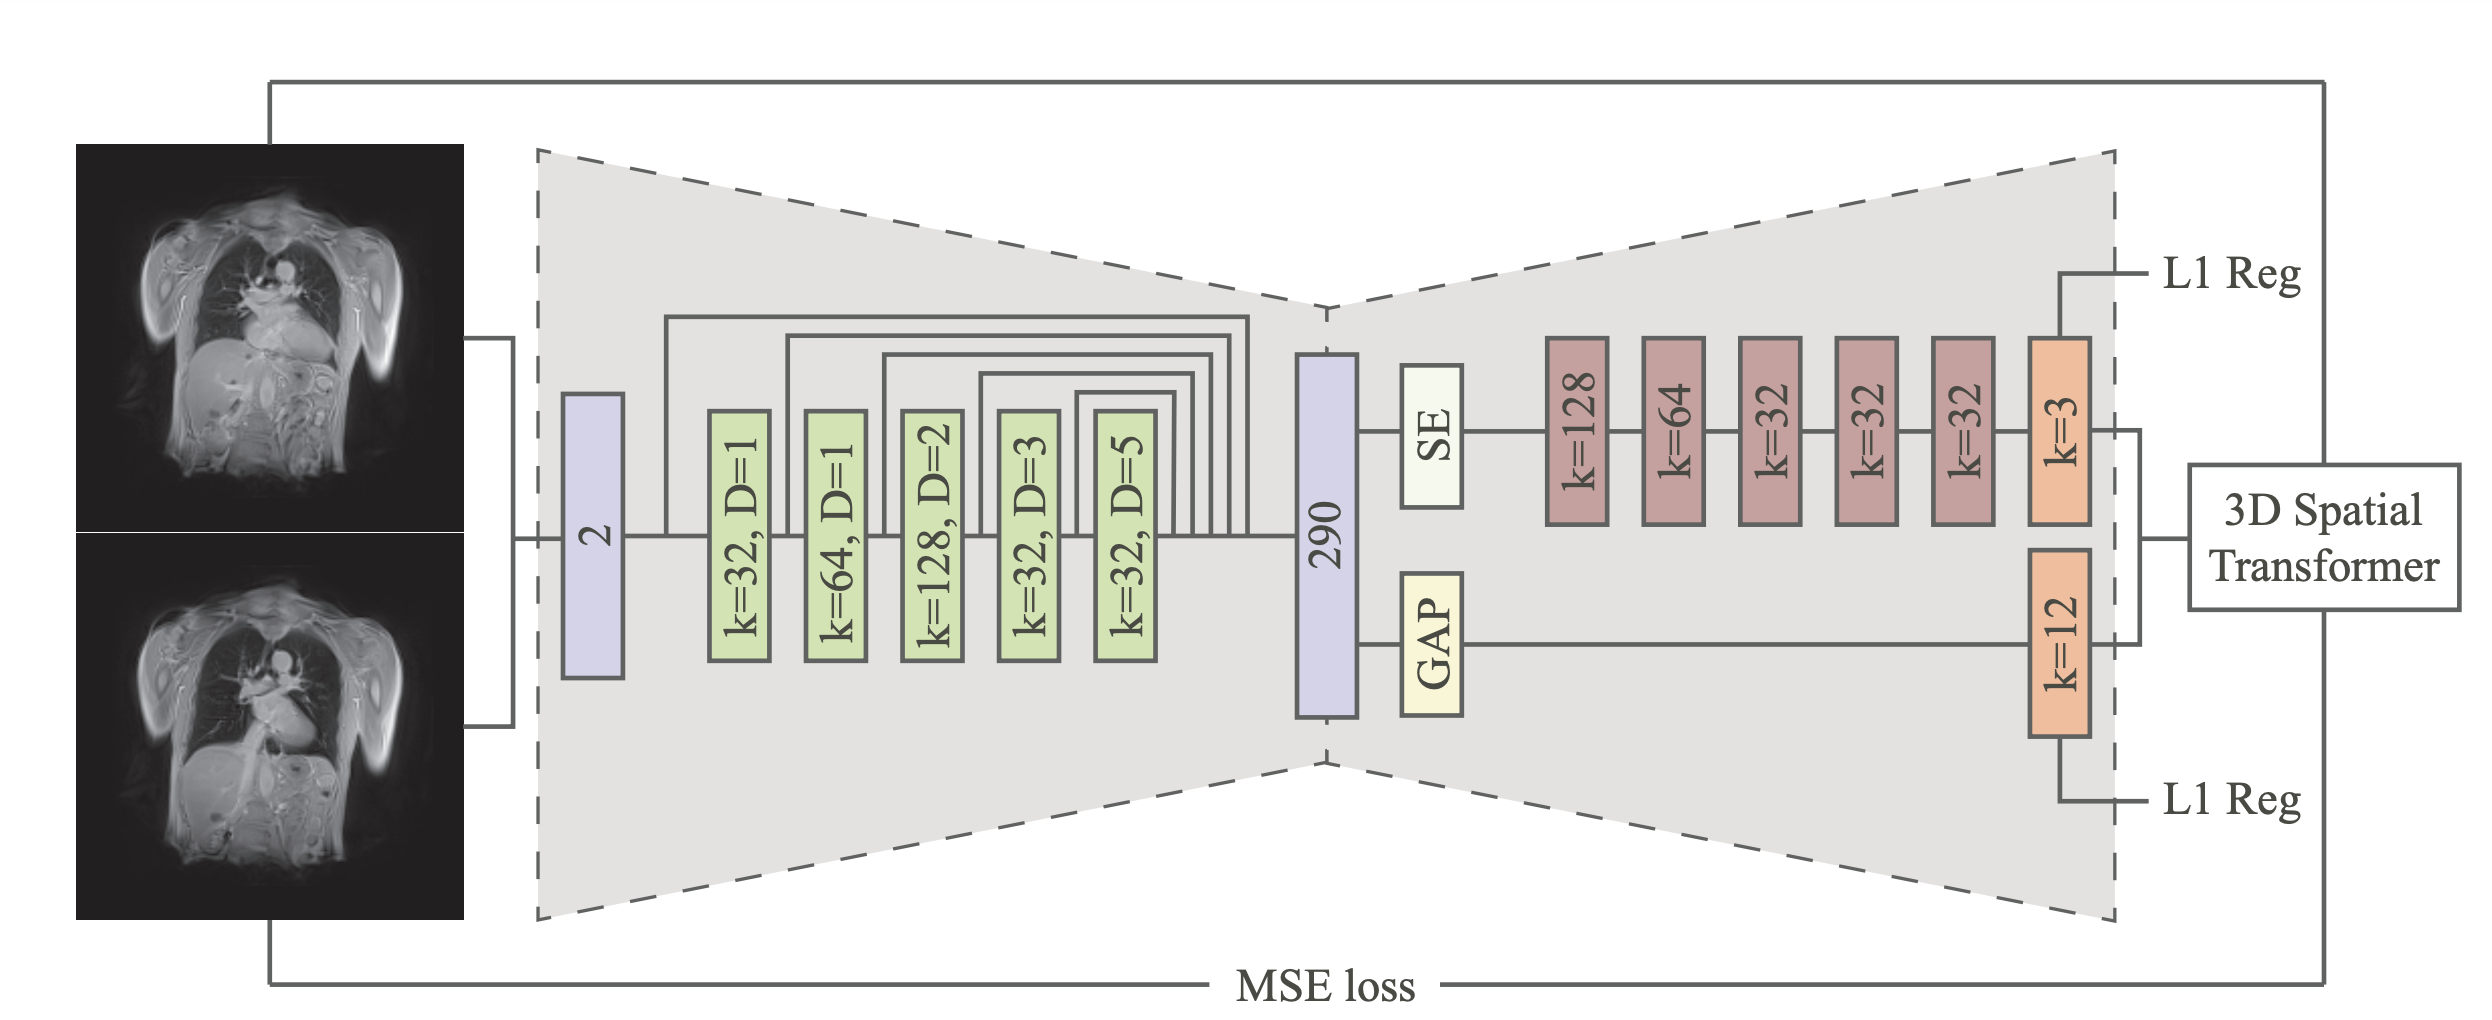 2
k=32, D=1
k=64, D=1
k=128, D=2
k=32, D=3
k=32, D=5
290
SE
GAP
k=128
k=64
k=32
k=32
k=32
k=3
k=12
L1 Reg
L1 Reg
3D Spatial
Transformer
MSE loss